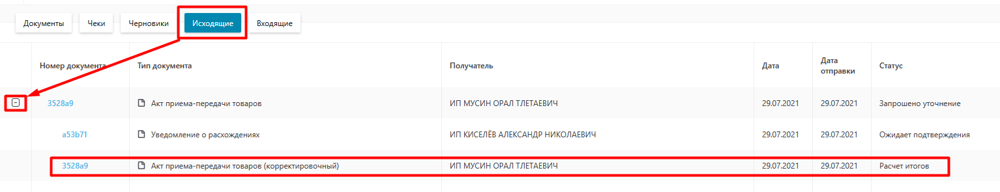 Документы Чеки Черновики Исходящие Входящие
Номер документа Тип документа Получатель Дата Дата отправки Статус
3528a9 Акт приема-передачи товаров ИП МУСИН ОРАЛ ТЛЕТАЕВИЧ 29.07.2021 29.07.2021 Запрошено уточнение
a53b71 Уведомление о расхождениях ИП КИСЕЛЁВ АЛЕКСАНДР НИКОЛАЕВИЧ 29.07.2021 29.07.2021 Ожидает подтверждения
3528a9 Акт приема-передачи товаров (корректировочный) ИП МУСИН ОРАЛ ТЛЕТАЕВИЧ 29.07.2021 29.07.2021 Расчет итогов